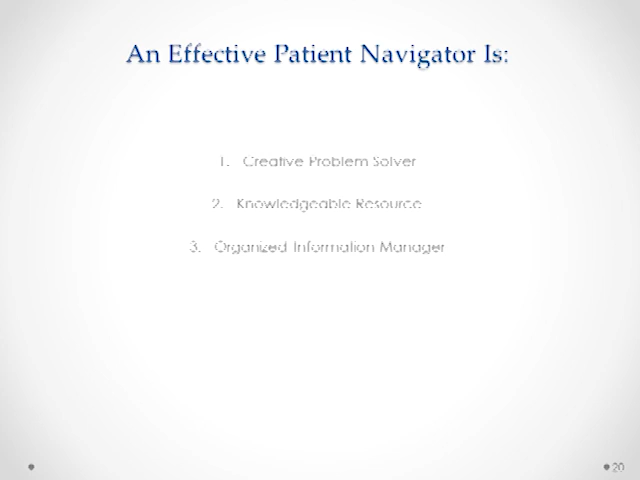 An Effective Patient Navigator Is:
1. Creative Problem Solver
2. Knowledgeable Resource
3. Organized Information Manager
20